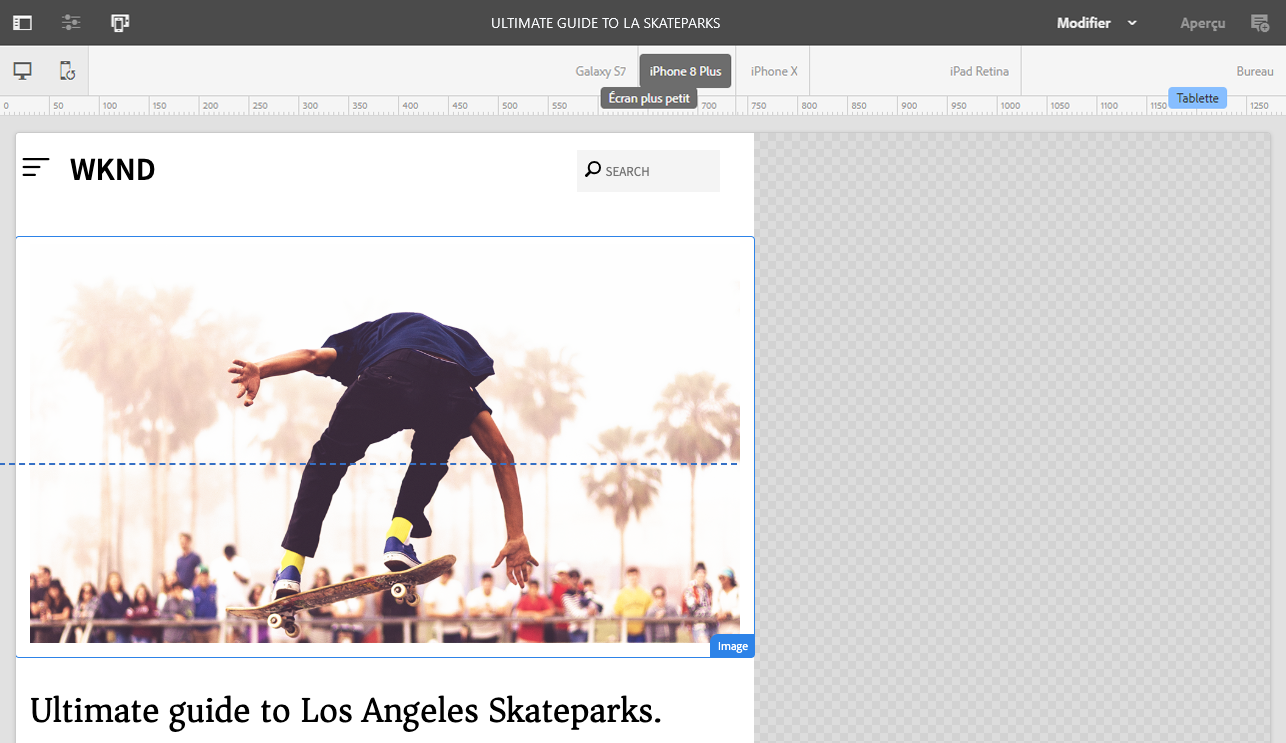 ULTIMATE GUIDE TO LA SKATEPARKS
Modifier
Aperçu
Galaxy S7
iPhone 8 Plus
iPhone X
iPad Retina
Bureau
Écran plus petit
Tablette
0 50 100 150 200 250 300 350 400 450 500 550 700 750 800 850 900 950 1000 1050 1100 1150 1250
WKND
SEARCH
Image
Ultimate guide to Los Angeles Skateparks.